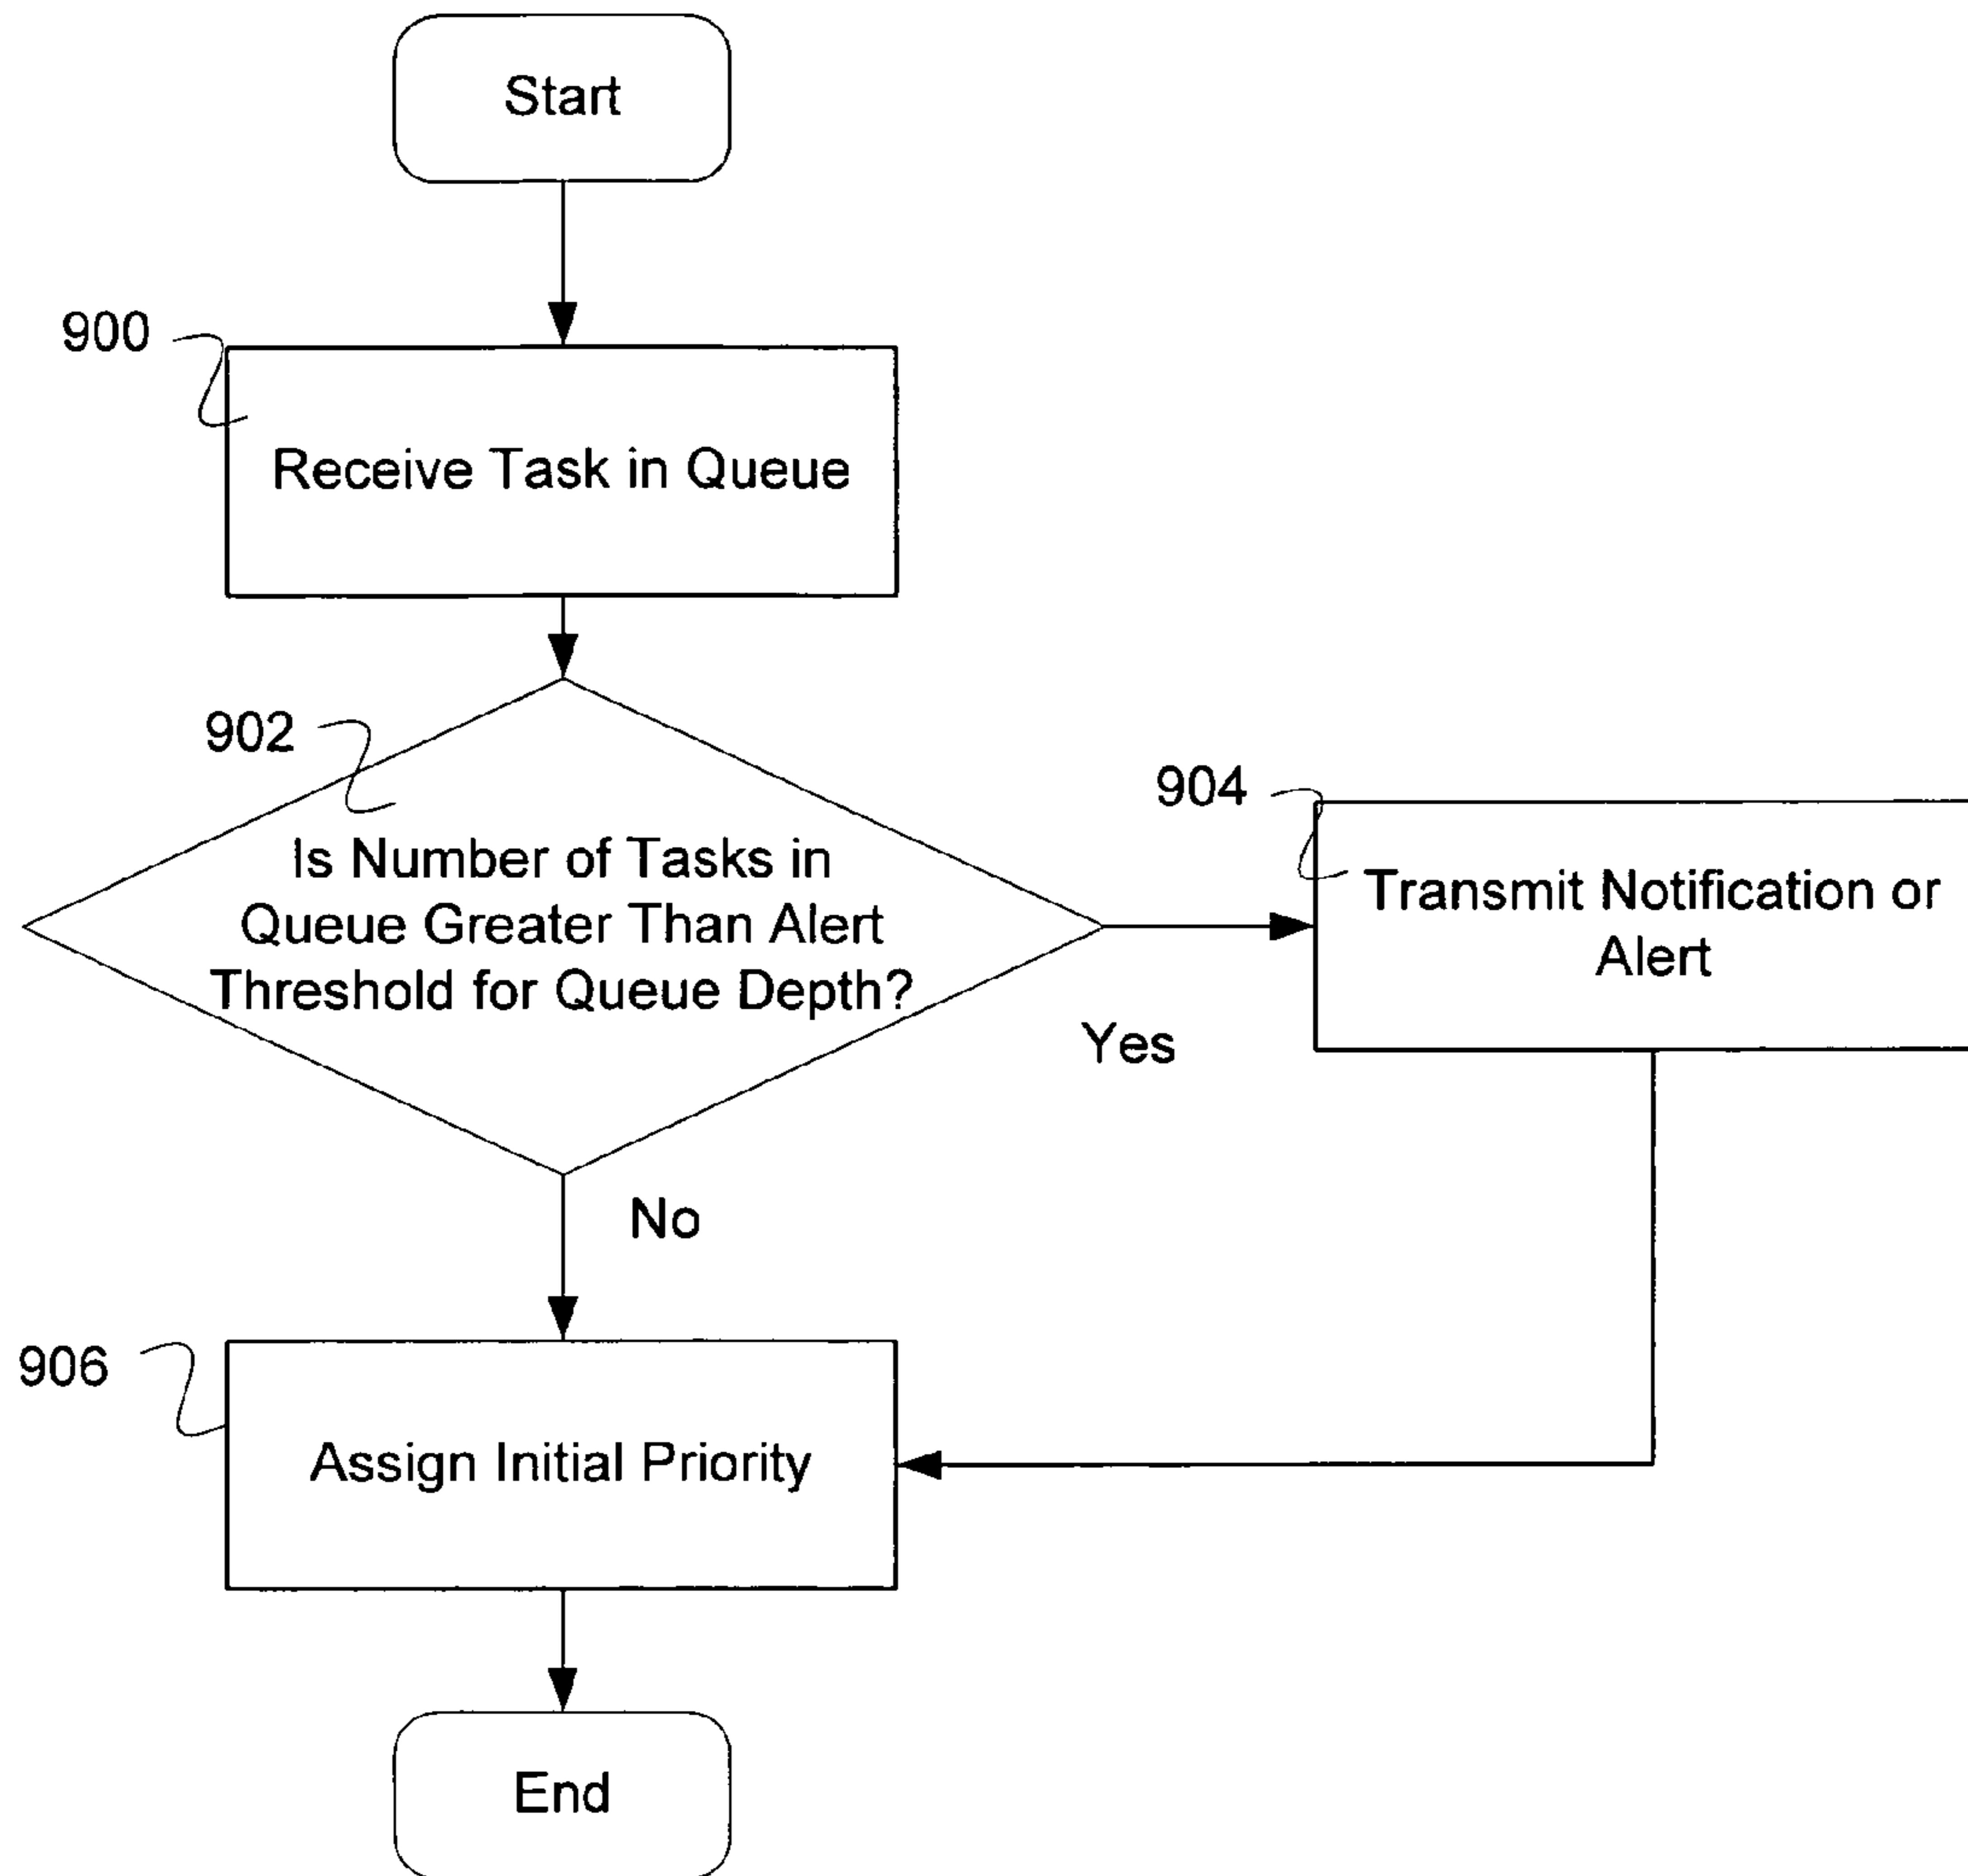 Start
900
Receive Task in Queue
902
Is Number of Tasks in
Queue Greater Than Alert
Threshold for Queue Depth?
904
Transmit Notification or
Alert
Yes
No
906
Assign Initial Priority
End